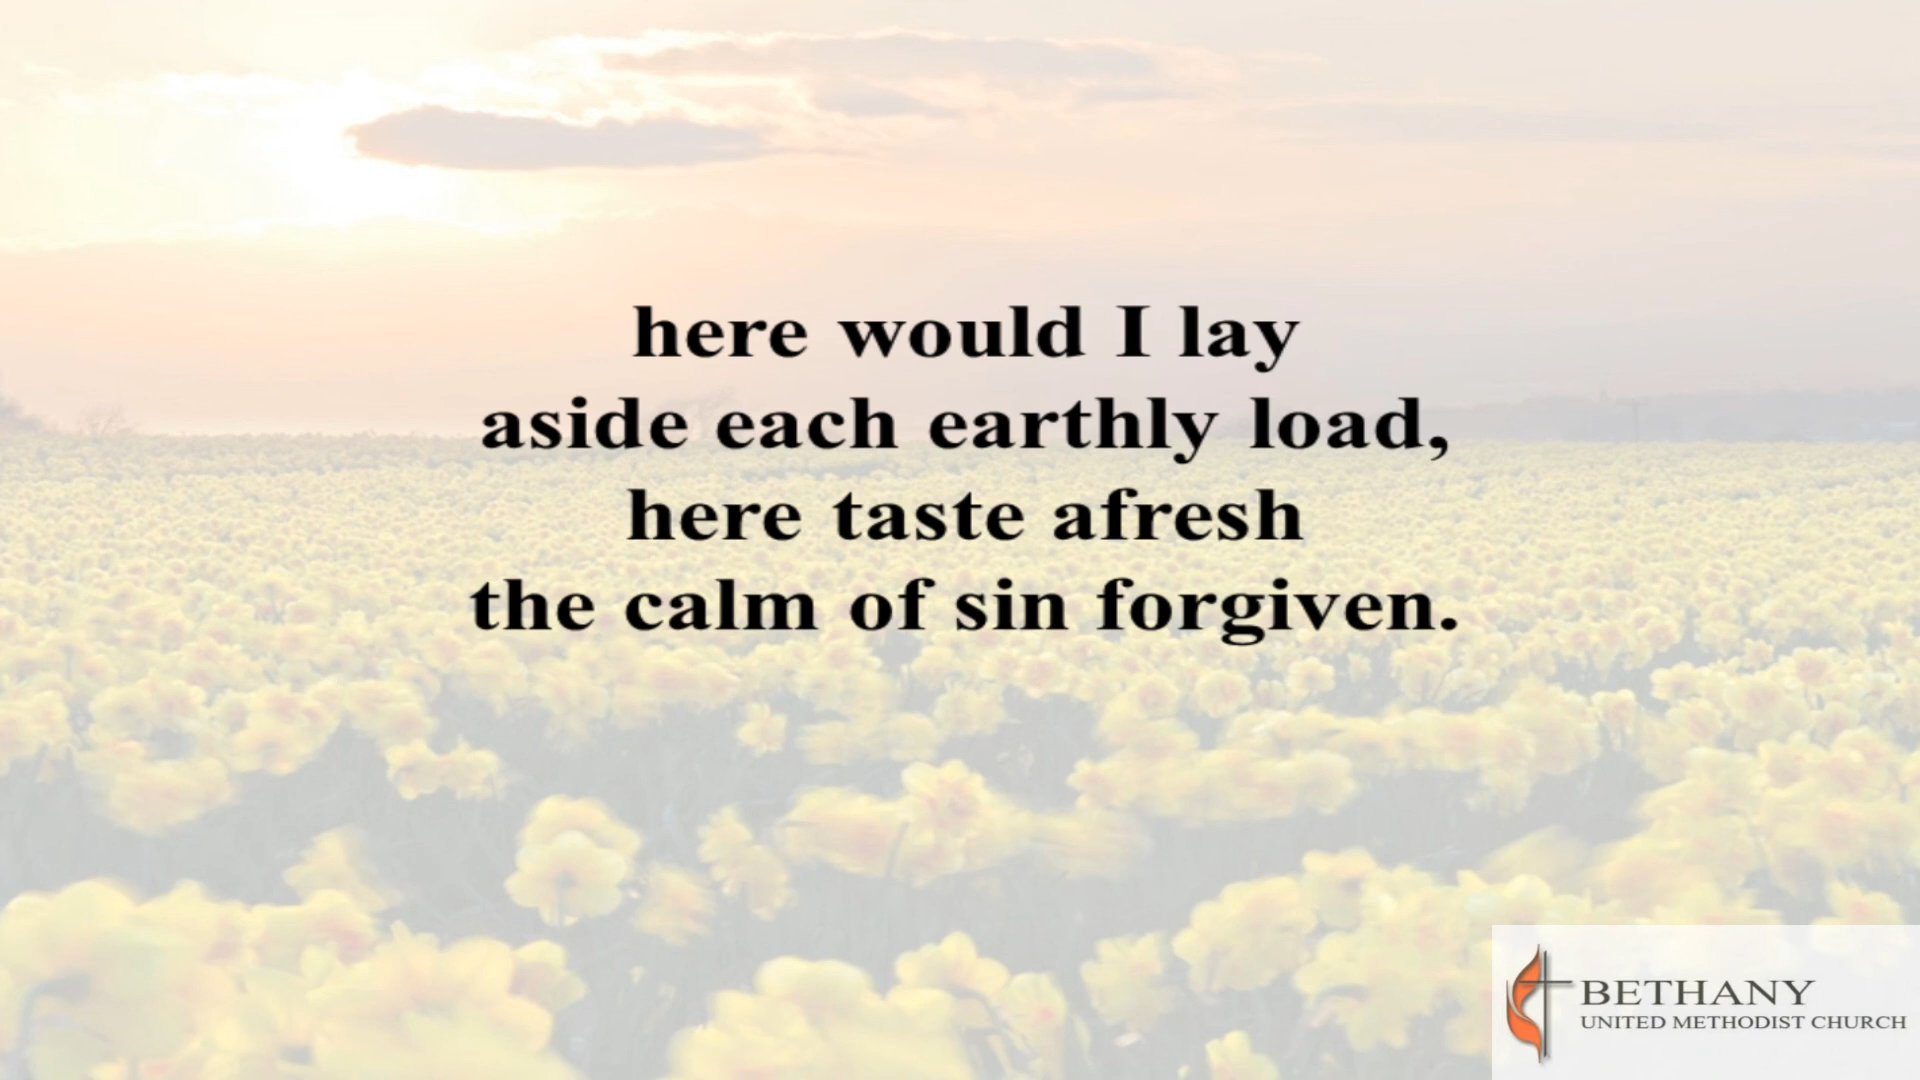 here would I lay
aside each earthly load,
here taste afresh
the calm of sin forgiven.
BETHANY
UNITED METHODIST CHURCH